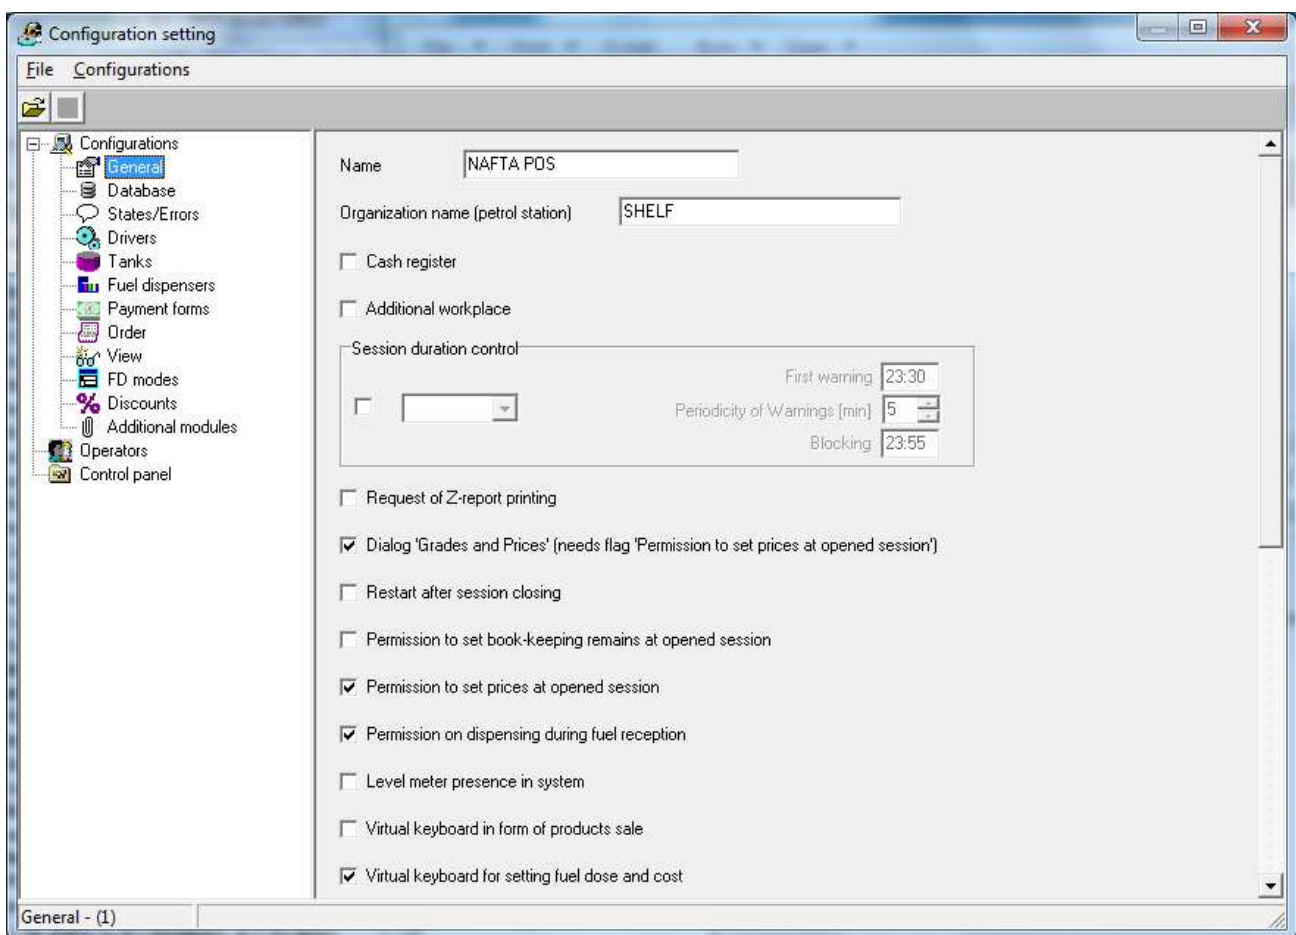 Configuration setting
File Configurations
Configurations
General
Database
States/Errors
Drivers
Tanks
Fuel dispensers
Payment forms
Order
View
FD modes
Discounts
Additional modules
Operators
Control panel
Name NAFTA POS
Organization name (petrol station) SHELF
Cash register
Additional workplace
Session duration control
First warning 23:30
Periodicity of Warnings [min] 5
Blocking 23:55
Request of Z-report printing
Dialog 'Grades and Prices' (needs flag 'Permission to set prices at opened session')
Restart after session closing
Permission to set book-keeping remains at opened session
Permission to set prices at opened session
Permission on dispensing during fuel reception
Level meter presence in system
Virtual keyboard in form of products sale
Virtual keyboard for setting fuel dose and cost
General - (1)